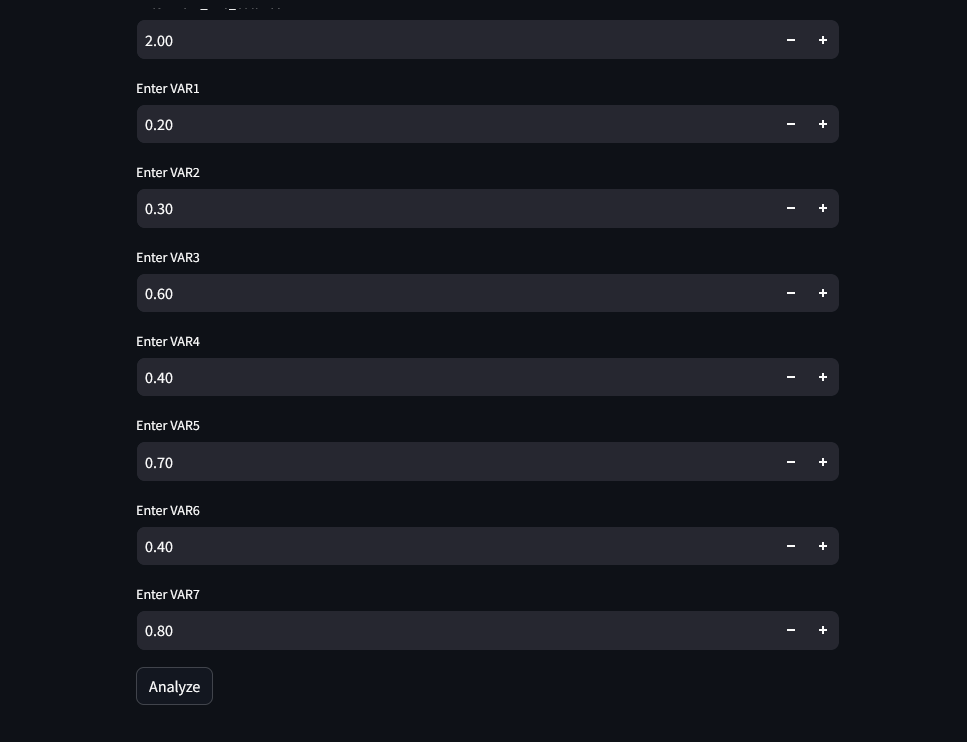 2.00
Enter VAR1
0.20
Enter VAR2
0.30
Enter VAR3
0.60
Enter VAR4
0.40
Enter VAR5
0.70
Enter VAR6
0.40
Enter VAR7
0.80
Analyze